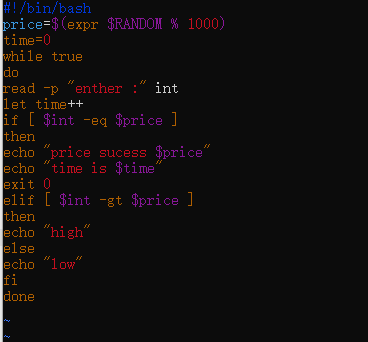 #!/bin/bash
price=$(expr $RANDOM % 1000)
time=0
while true
do
read -p "enther :" int
let time++
if [ $int -eq $price ]
then
echo "price sucess $price"
echo "time is $time"
exit 0
elif [ $int -gt $price ]
then
echo "high"
else
echo "low"
fi
done
~
~